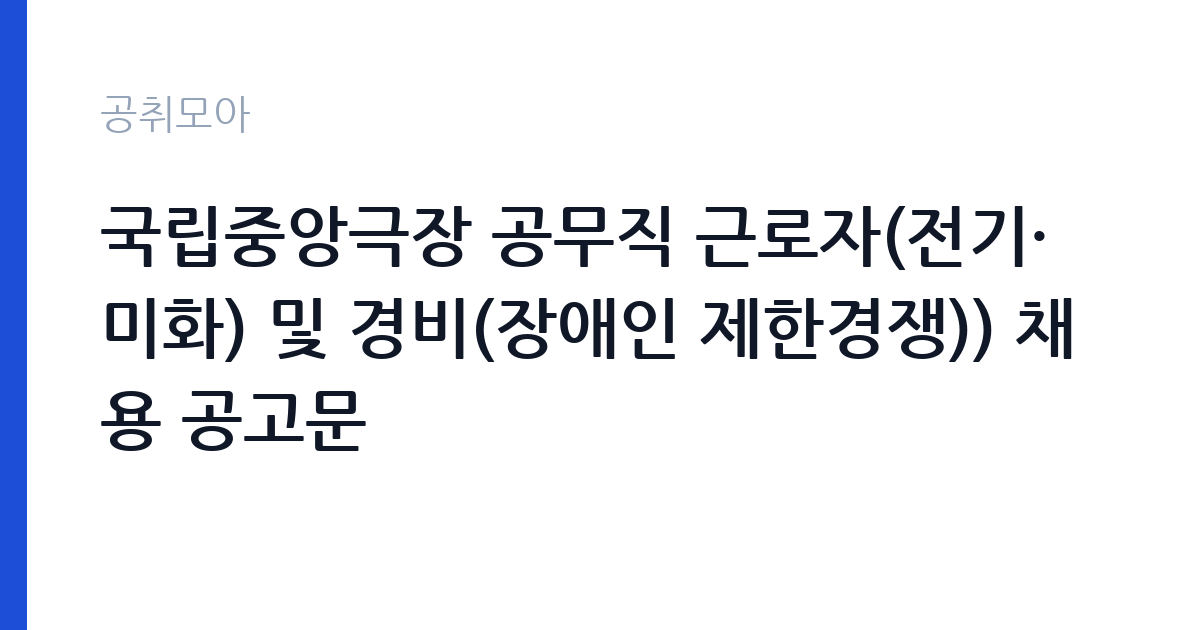 공취모아
국립중앙극장 공무직 근로자(전기·
미화) 및 경비(장애인 제한경쟁)) 채
용 공고문